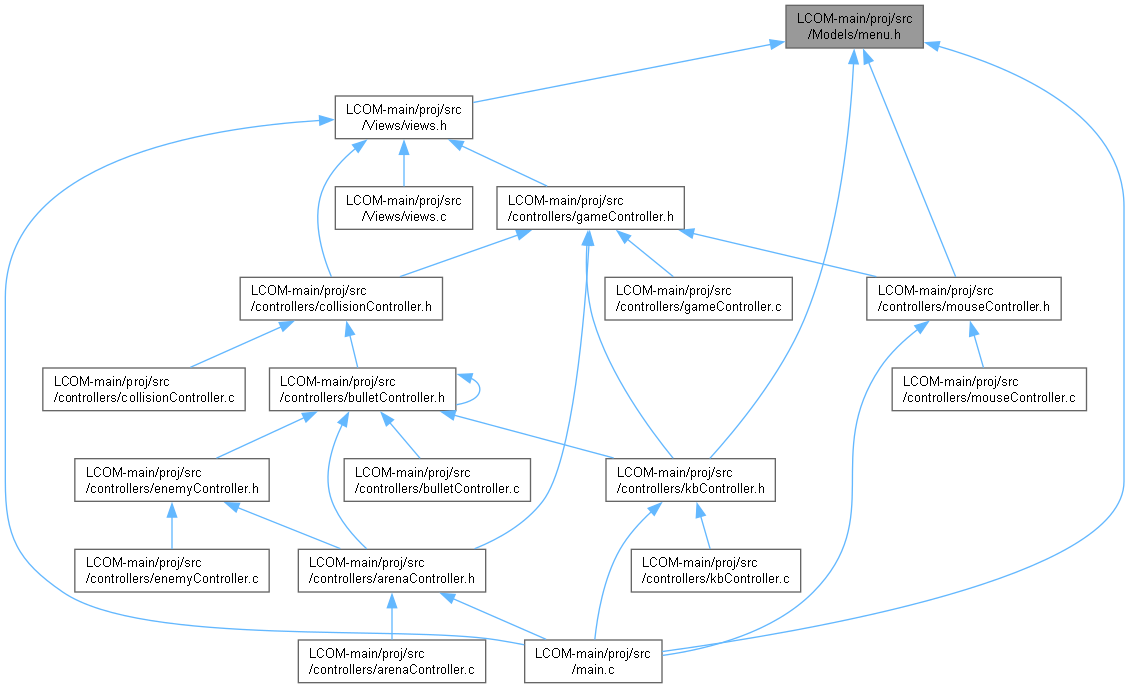 LCOM-main/proj/src
/Models/menu.h
LCOM-main/proj/src
/Views/views.h
LCOM-main/proj/src
/Views/views.c
LCOM-main/proj/src
/controllers/gameController.h
LCOM-main/proj/src
/controllers/collisionController.h
LCOM-main/proj/src
/controllers/gameController.c
LCOM-main/proj/src
/controllers/mouseController.h
LCOM-main/proj/src
/controllers/collisionController.c
LCOM-main/proj/src
/controllers/bulletController.h
LCOM-main/proj/src
/controllers/mouseController.c
LCOM-main/proj/src
/controllers/enemyController.h
LCOM-main/proj/src
/controllers/bulletController.c
LCOM-main/proj/src
/controllers/kbController.h
LCOM-main/proj/src
/controllers/enemyController.c
LCOM-main/proj/src
/controllers/arenaController.h
LCOM-main/proj/src
/controllers/kbController.c
LCOM-main/proj/src
/controllers/arenaController.c
LCOM-main/proj/src
/main.c